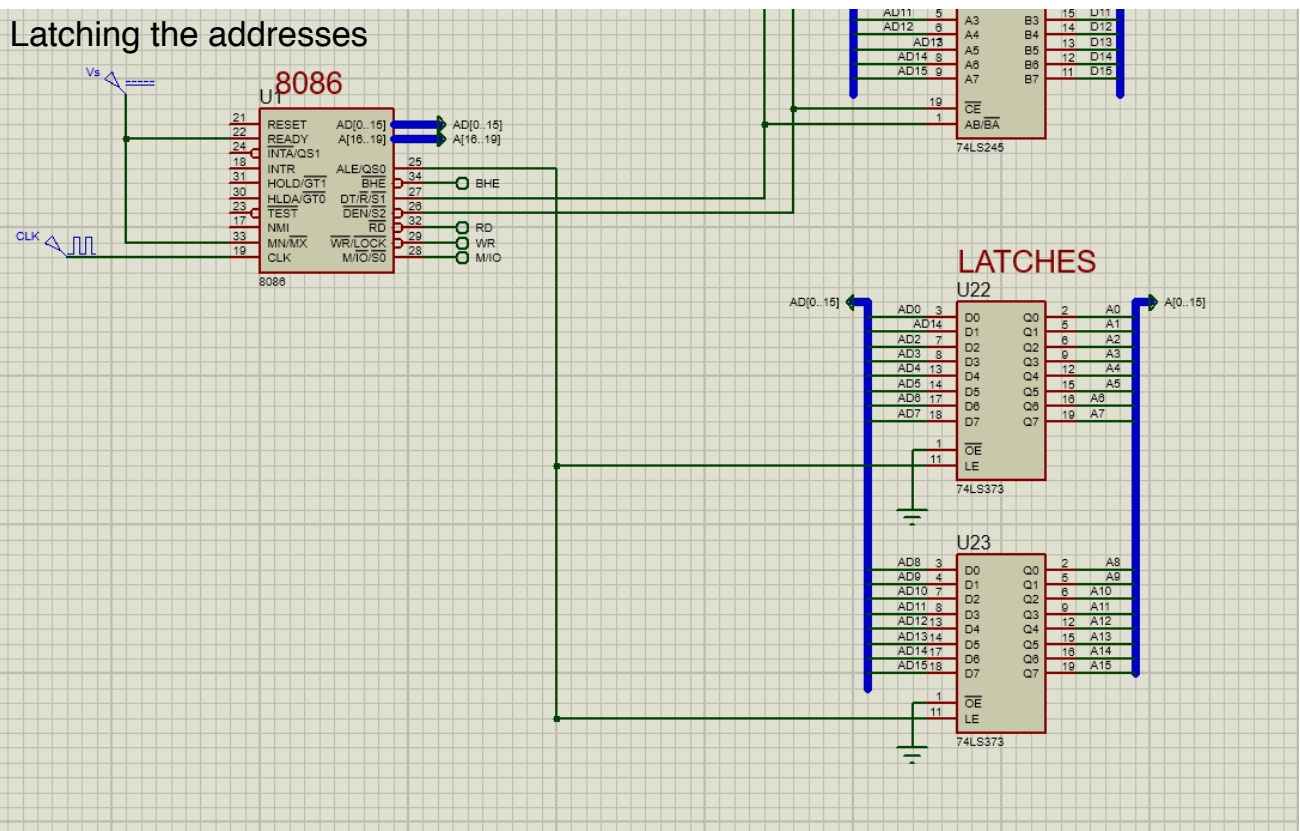 Latching the addresses
AD11 5 A3 B3 15 D11
AD12 6 A4 B4 14 D12
AD13 A5 B5 13 D13
AD14 8 A6 B6 12 D14
AD15 9 A7 B7 11 D15
19 CE
1 AB/BA
74LS245
Vs
8086
U1
21 RESET AD[0..15] AD[0..15]
22 READY A[16..19] A[16..19]
24 INTA/QS1
18 INTR ALE/QS0 25
31 HOLD/GT1 BHE 34 BHE
30 HLDA/GT0 DT/R/S1 27
23 TEST DEN/S2 26
17 NMI RD 32 RD
33 MN/MX WR/LOCK 29 WR
19 CLK M/IO/S0 28 M/IO
CLK
8086
LATCHES
U22
AD[0..15] A[0..15]
AD0 3 D0 Q0 2 A0
AD14 D1 Q1 5 A1
AD2 7 D2 Q2 6 A2
AD3 8 D3 Q3 9 A3
AD4 13 D4 Q4 12 A4
AD5 14 D5 Q5 15 A5
AD6 17 D6 Q6 16 A6
AD7 18 D7 Q7 19 A7
1 OE
11 LE
74LS373
U23
AD8 3 D0 Q0 2 A8
AD9 4 D1 Q1 5 A9
AD10 7 D2 Q2 6 A10
AD11 8 D3 Q3 9 A11
AD12 13 D4 Q4 12 A12
AD13 14 D5 Q5 15 A13
AD14 17 D6 Q6 16 A14
AD15 18 D7 Q7 19 A15
1 OE
11 LE
74LS373